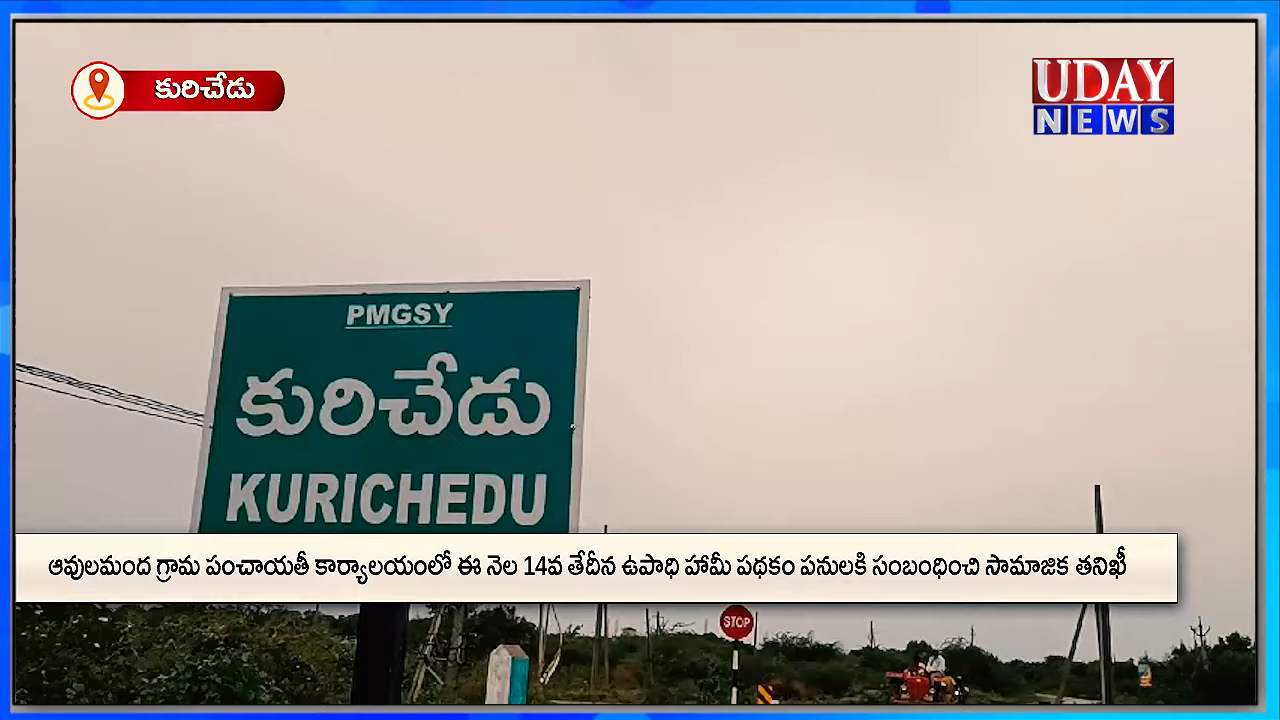 కురిచేడు
UDAY
NEWS
PMGSY
కురిచేడు
KURICHEDU
ఆవులమంద గ్రామ పంచాయతీ కార్యాలయంలో ఈ నెల 14వ తేదీన ఉపాధి హామీ పథకం పనులకి సంబంధించి సామాజిక తనిఖీ
STOP